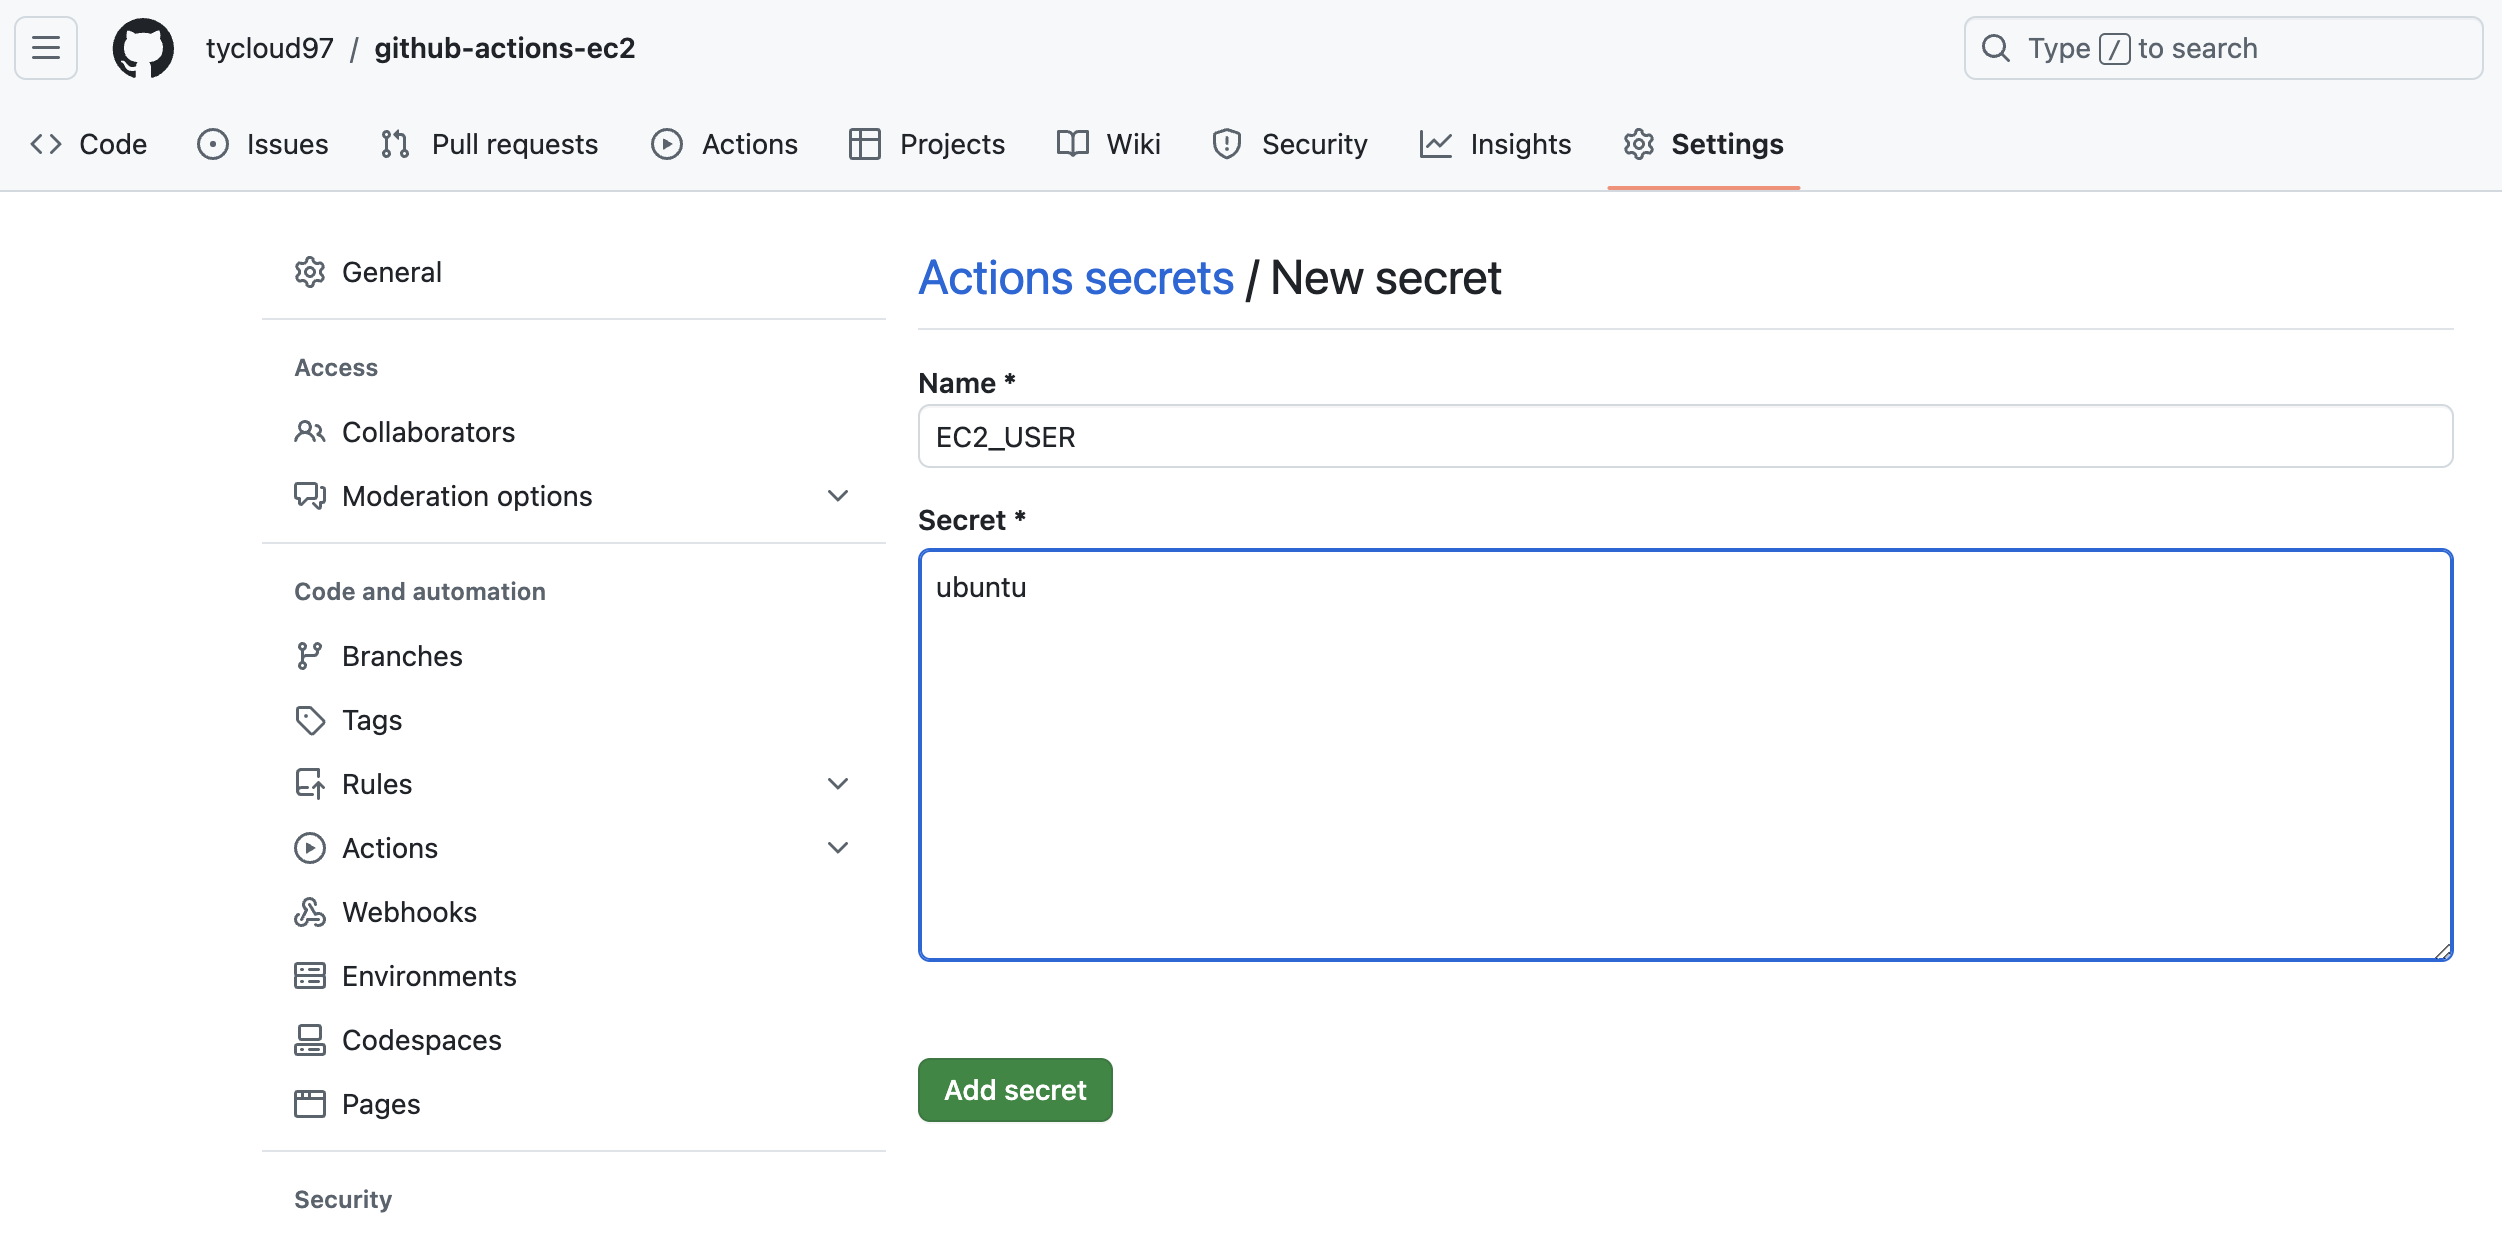 tycloud97 / github-actions-ec2
Type / to search
Code Issues Pull requests Actions Projects Wiki Security Insights Settings
General
Access
Collaborators
Moderation options
Code and automation
Branches
Tags
Rules
Actions
Webhooks
Environments
Codespaces
Pages
Security
Actions secrets / New secret
Name *
EC2_USER
Secret *
ubuntu
Add secret